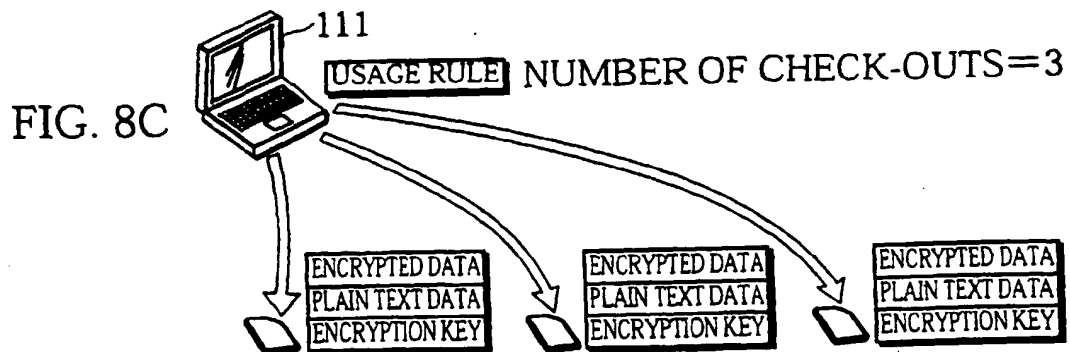 111
USAGE RULE NUMBER OF CHECK-OUTS=3
FIG. 8C
ENCRYPTED DATA ENCRYPTED DATA ENCRYPTED DATA
PLAIN TEXT DATA PLAIN TEXT DATA PLAIN TEXT DATA
ENCRYPTION KEY ENCRYPTION KEY ENCRYPTION KEY